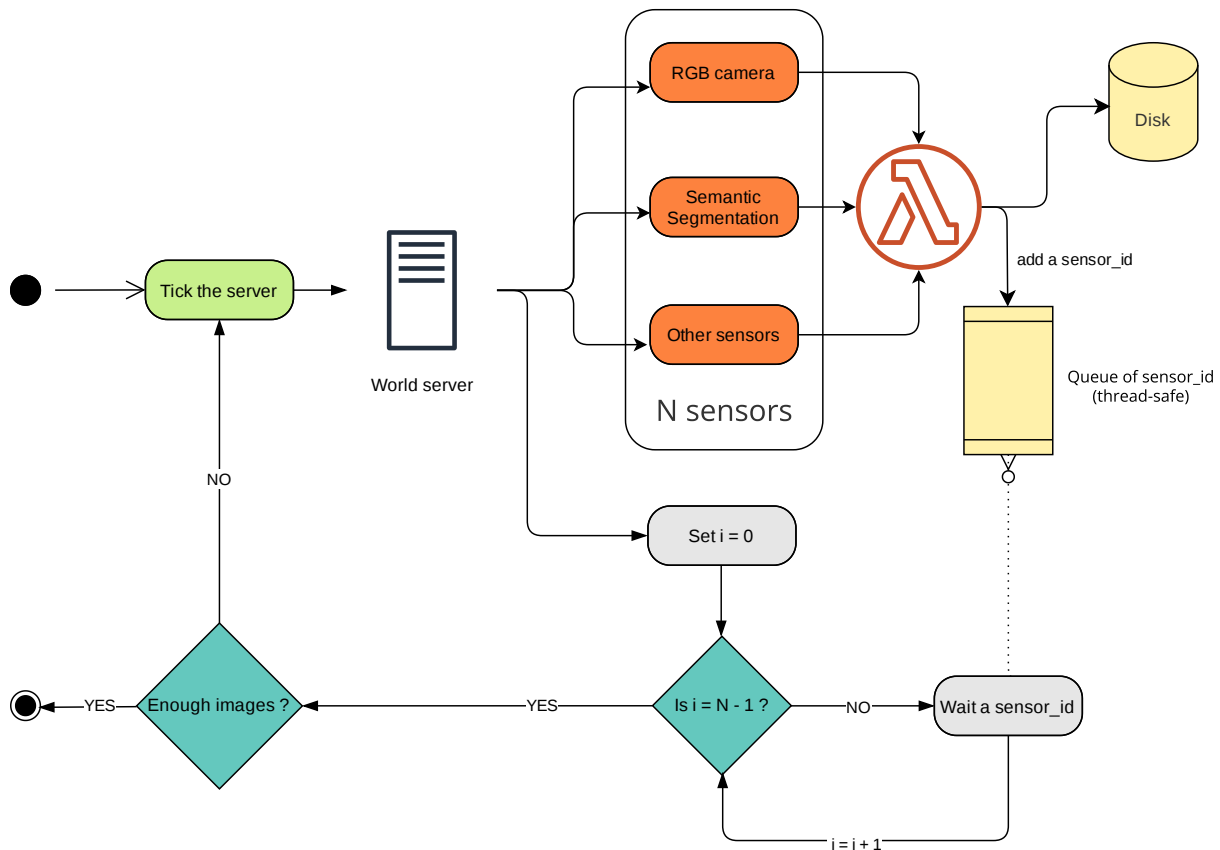 RGB camera
Disk
Semantic
Segmentation
add a sensor_id
Tick the server
Other sensors
World server
Queue of sensor_id
(thread-safe)
N sensors
NO
Set i = 0
YES
Enough images ?
YES
Is i = N - 1 ?
NO
Wait a sensor_id
i = i + 1